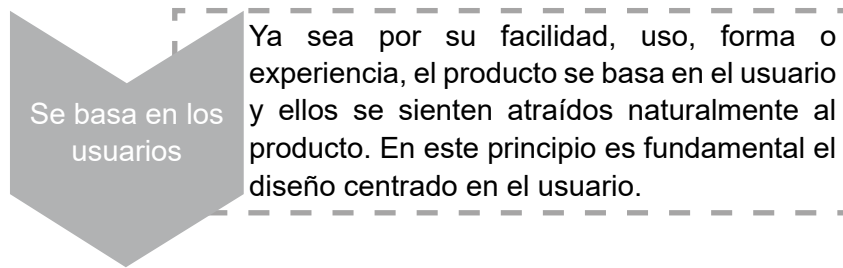 Se basa en los
usuarios
Ya sea por su facilidad, uso, forma o
experiencia, el producto se basa en el usuario
y ellos se sienten atraídos naturalmente al
producto. En este principio es fundamental el
diseño centrado en el usuario.